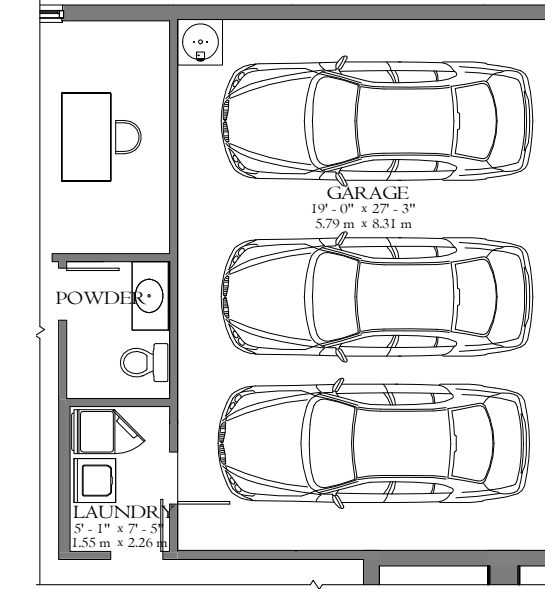 GARAGE
19' - 0" x 27' - 3"
5.79 m x 8.31 m
POWDER
LAUNDRY
5' - 1" x 7' - 5"
1.55 m x 2.26 m